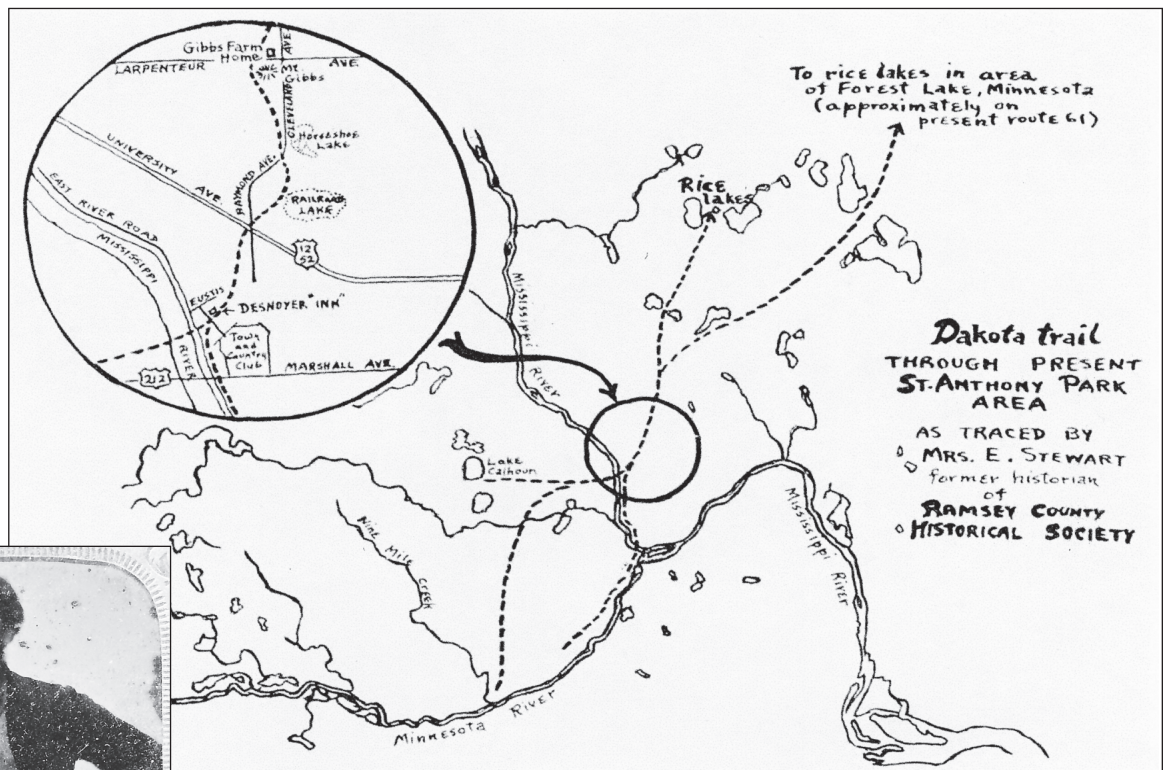 Gibbs Farm
Home
AVE.
LARPENTEUR
AVE.
Mt.
Gibbs
CLEVELAND
Horseshoe
Lake
UNIVERSITY
AVE.
RAYMOND AVE.
RAILROAD
LAKE
EAST
RIVER ROAD
MISSISSIPPI
RIVER
12
52
EUSTIS
DESNOYER "INN"
Town
and
Country
Club
212
MARSHALL AVE.
To rice lakes in area
of Forest Lake, Minnesota
(approximately on
present route 61)
Rice
lakes
MISSISSIPPI
RIVER
Lake
Calhoun
Nine Mile
Creek
Minnesota River
Mississippi River
Dakota trail
THROUGH PRESENT
ST. ANTHONY PARK
AREA
AS TRACED BY
MRS. E. STEWART
former historian
of
RAMSEY COUNTY
HISTORICAL SOCIETY